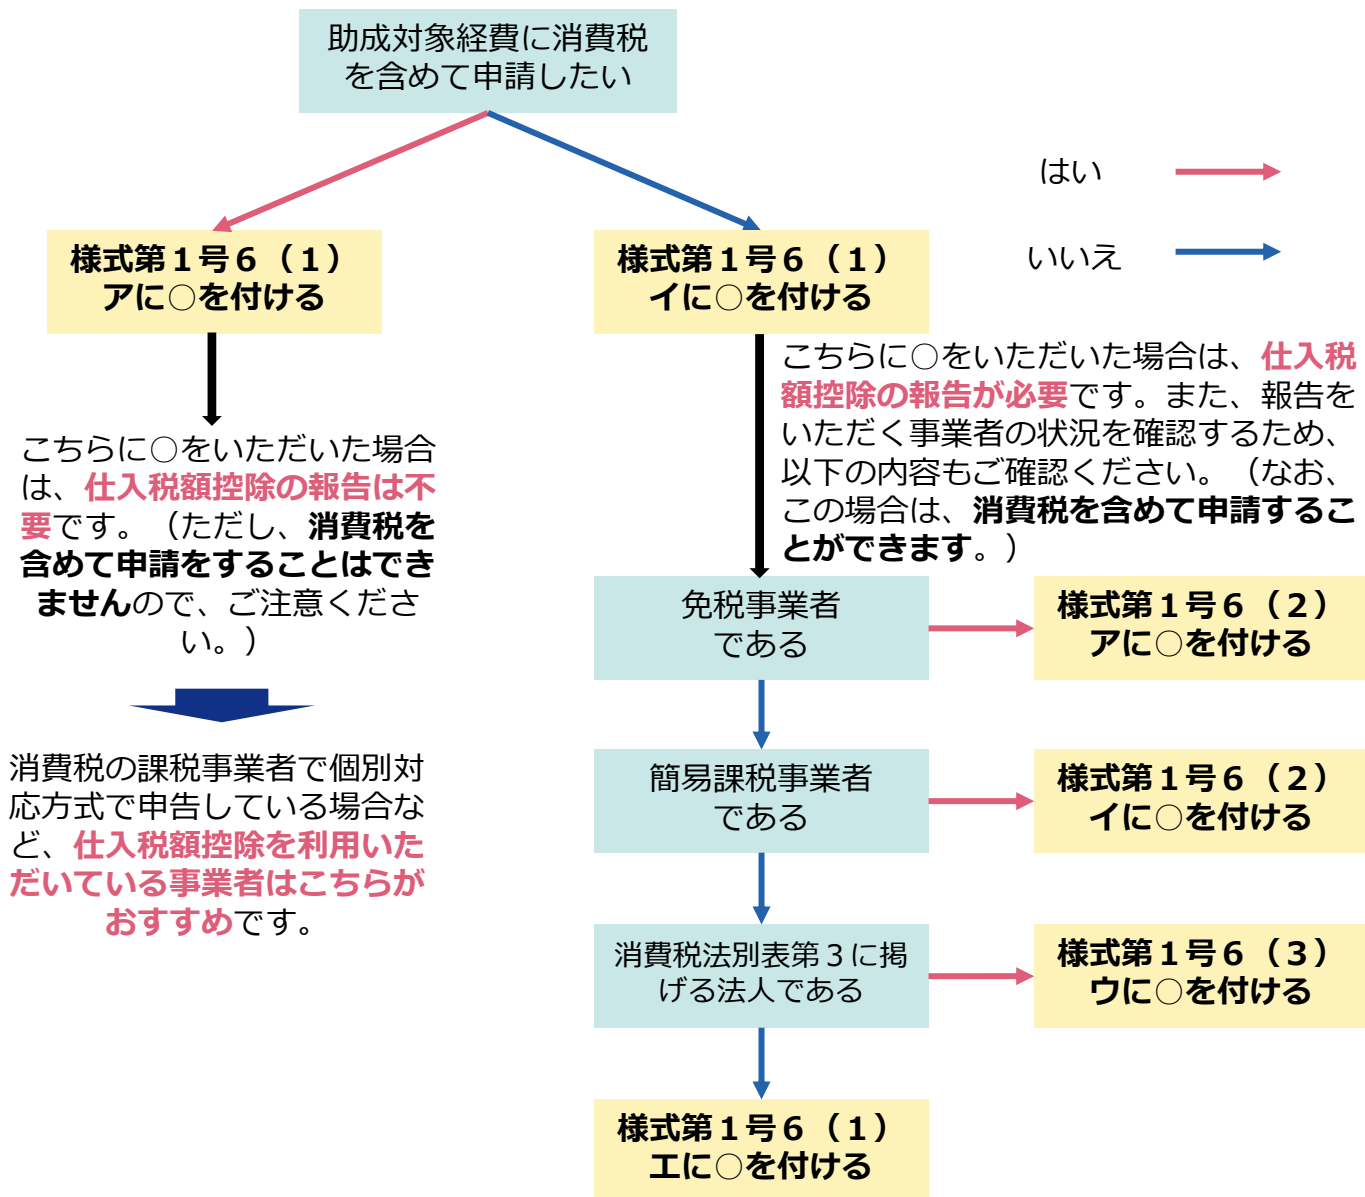 助成対象経費に消費税
を含めて申請したい
はい
いいえ
様式第１号６（１）
アに○を付ける
様式第１号６（１）
イに○を付ける
こちらに○をいただいた場合
は、仕入税額控除の報告は不
要です。（ただし、消費税を
含めて申請をすることはでき
ませんので、ご注意くださ
い。）
消費税の課税事業者で個別対
応方式で申告している場合な
ど、仕入税額控除を利用いた
だいている事業者はこちらが
おすすめです。
こちらに○をいただいた場合は、仕入税
額控除の報告が必要です。また、報告を
いただく事業者の状況を確認するため、
以下の内容もご確認ください。（なお、
この場合は、消費税を含めて申請するこ
とができます。）
免税事業者
である
様式第１号６（２）
アに○を付ける
簡易課税事業者
である
様式第１号６（２）
イに○を付ける
消費税法別表第３に掲
げる法人である
様式第１号６（３）
ウに○を付ける
様式第１号６（１）
エに○を付ける